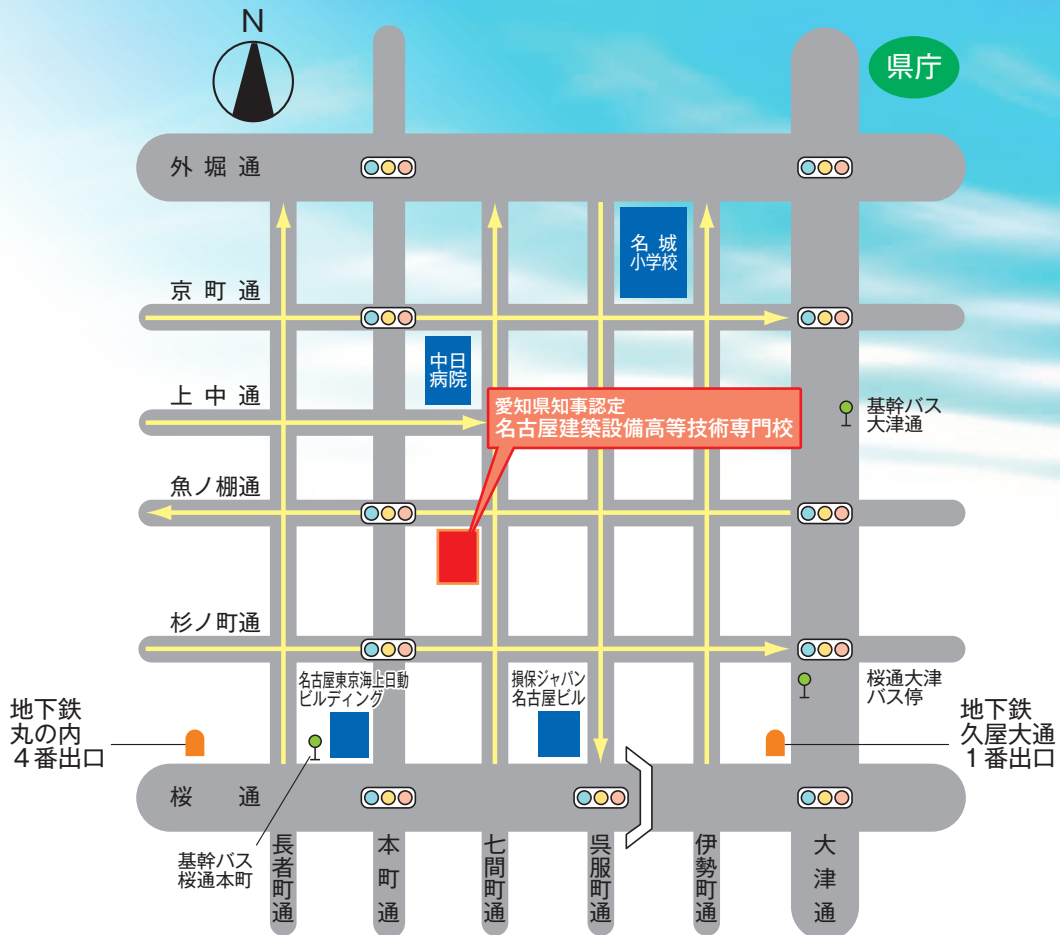 N
県庁
外堀通
名城
小学校
京町通
中日
病院
上中通
愛知県知事認定
名古屋建築設備高等技術専門校
基幹バス
大津通
魚ノ棚通
杉ノ町通
名古屋東京海上日動
ビルディング
損保ジャパン
名古屋ビル
桜通大津
バス停
地下鉄
丸の内
4番出口
地下鉄
久屋大通
1番出口
桜通
基幹バス
桜通本町
長者町通
本町通
七間町通
呉服町通
伊勢町通
大津通